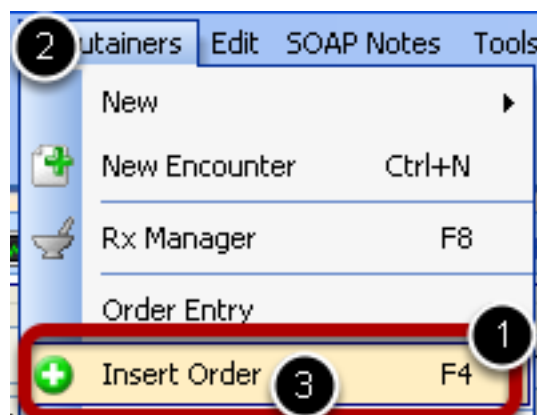 2 utainers Edit SOAP Notes Tools
New
New Encounter Ctrl+N
Rx Manager F8
Order Entry
1
Insert Order 3 F4